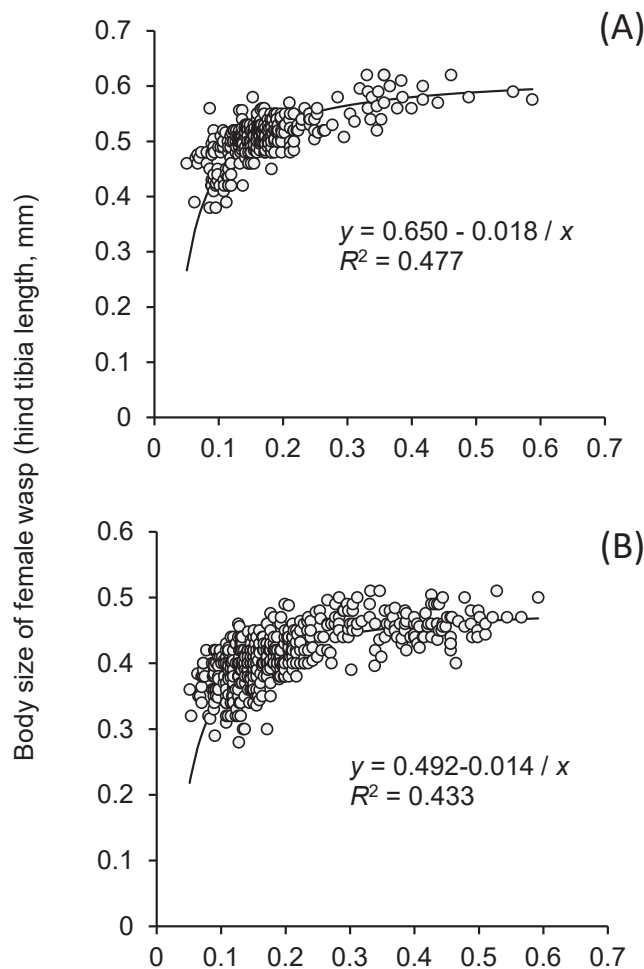 Body size of female wasp (hind tibia length, mm)
(A)
0.7
0.6
0.5
0.4
0.3
0.2
0.1
0
y = 0.650 - 0.018 / x
R² = 0.477
0 0.1 0.2 0.3 0.4 0.5 0.6 0.7
(B)
0.6
0.5
0.4
0.3
0.2
0.1
0
y = 0.492-0.014 / x
R² = 0.433
0 0.1 0.2 0.3 0.4 0.5 0.6 0.7